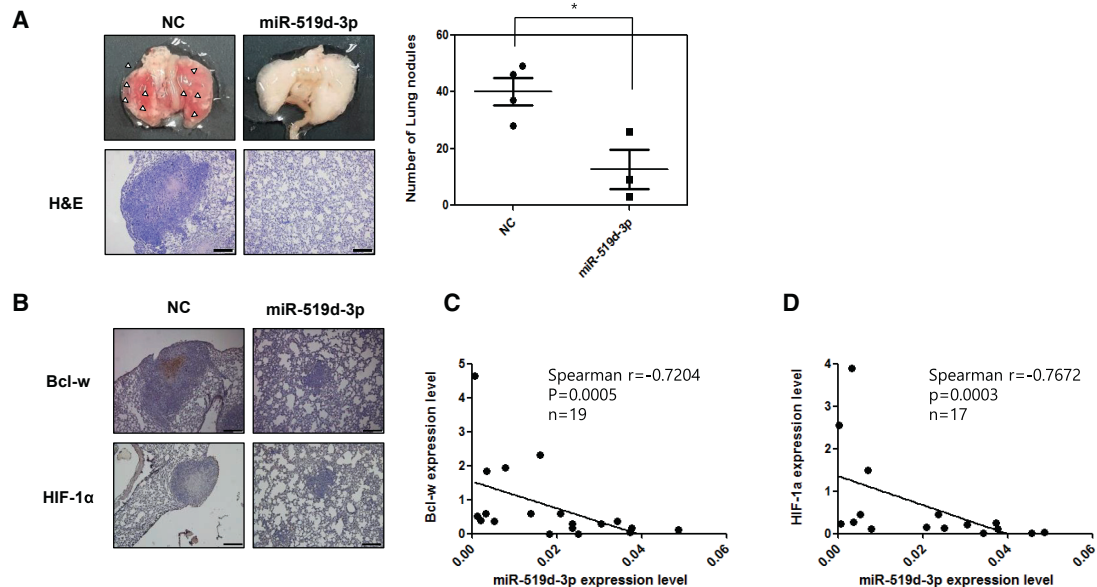 A
NC
miR-519d-3p
H&E
*
Number of Lung nodules
60
40
20
0
NC
miR-519d-3p
B
NC
miR-519d-3p
Bcl-w
HIF-1α
C
Bcl-w expression level
5
4
3
2
1
0
Spearman r=-0.7204
P=0.0005
n=19
0.00
0.02
0.04
0.06
miR-519d-3p expression level
D
HIF-1a expression level
4
3
2
1
0
Spearman r=-0.7672
p=0.0003
n=17
0.00
0.02
0.04
0.06
miR-519d-3p expression level